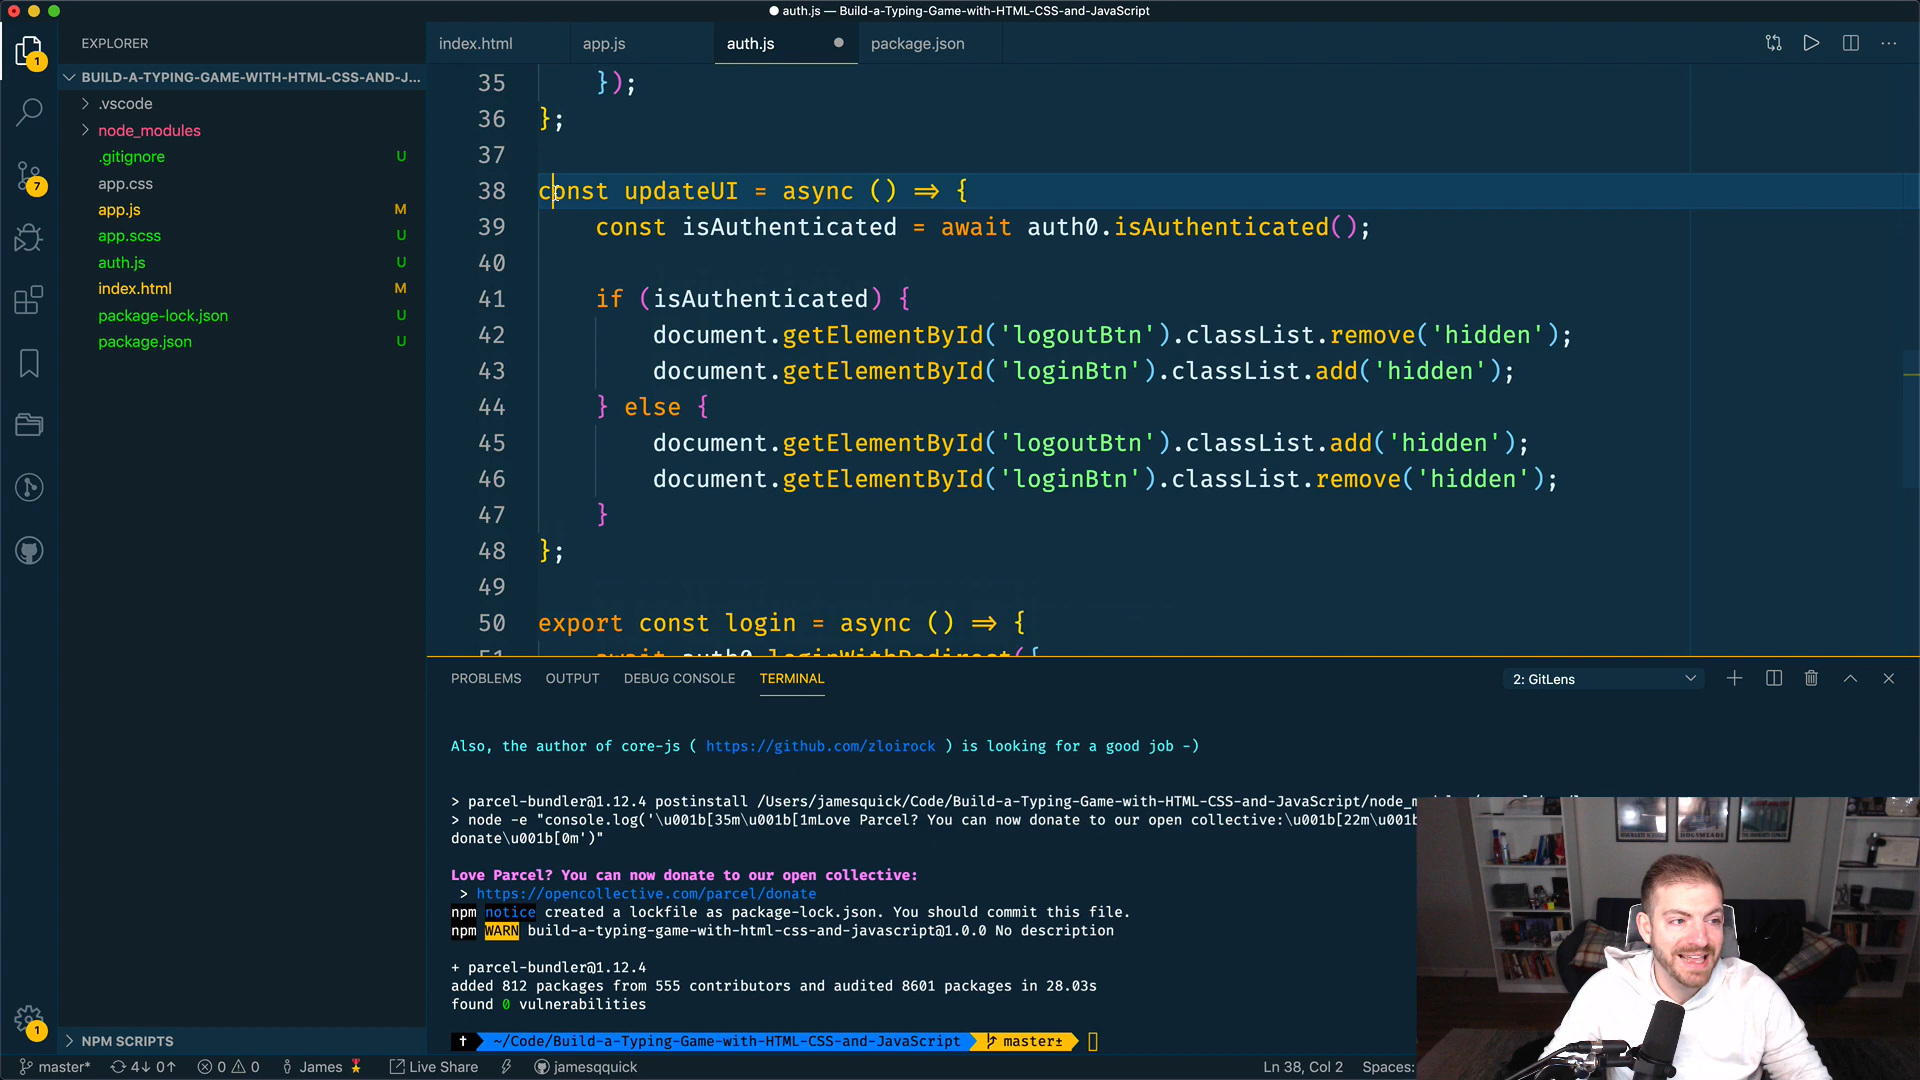 auth.js — Build-a-Typing-Game-with-HTML-CSS-and-JavaScript
EXPLORER
index.html
app.js
auth.js
package.json
1
7
1
BUILD-A-TYPING-GAME-WITH-HTML-CSS-AND-J...
.vscode
node_modules
.gitignore U
app.css
app.js M
app.scss U
auth.js U
index.html M
package-lock.json U
package.json U
NPM SCRIPTS
35 });
36 };
37
38 const updateUI = async () => {
39 const isAuthenticated = await auth0.isAuthenticated();
40
41 if (isAuthenticated) {
42 document.getElementById('logoutBtn').classList.remove('hidden');
43 document.getElementById('loginBtn').classList.add('hidden');
44 } else {
45 document.getElementById('logoutBtn').classList.add('hidden');
46 document.getElementById('loginBtn').classList.remove('hidden');
47 }
48 };
49
50 export const login = async () => {
51 await auth0.loginWithRedirect({
PROBLEMS OUTPUT DEBUG CONSOLE TERMINAL 2: GitLens
Also, the author of core-js ( https://github.com/zloirock ) is looking for a good job -)
> parcel-bundler@1.12.4 postinstall /Users/jamesquick/Code/Build-a-Typing-Game-with-HTML-CSS-and-JavaScript/
> node -e "console.log('\u001b[35m\u001b[1mLove Parcel? You can now donate to our open collective:\u001b[22m\u001b
donate\u001b[0m')"
Love Parcel? You can now donate to our open collective:
> https://opencollective.com/parcel/donate
npm notice created a lockfile as package-lock.json. You should commit this file.
npm WARN build-a-typing-game-with-html-css-and-javascript@1.0.0 No description
+ parcel-bundler@1.12.4
added 812 packages from 555 contributors and audited 8601 packages in 28.03s
found 0 vulnerabilities
~/Code/Build-a-Typing-Game-with-HTML-CSS-and-JavaScript master±
master* 4↓ 0↑ 0 0 James Live Share jamesqquick Ln 38, Col 2 Spaces: